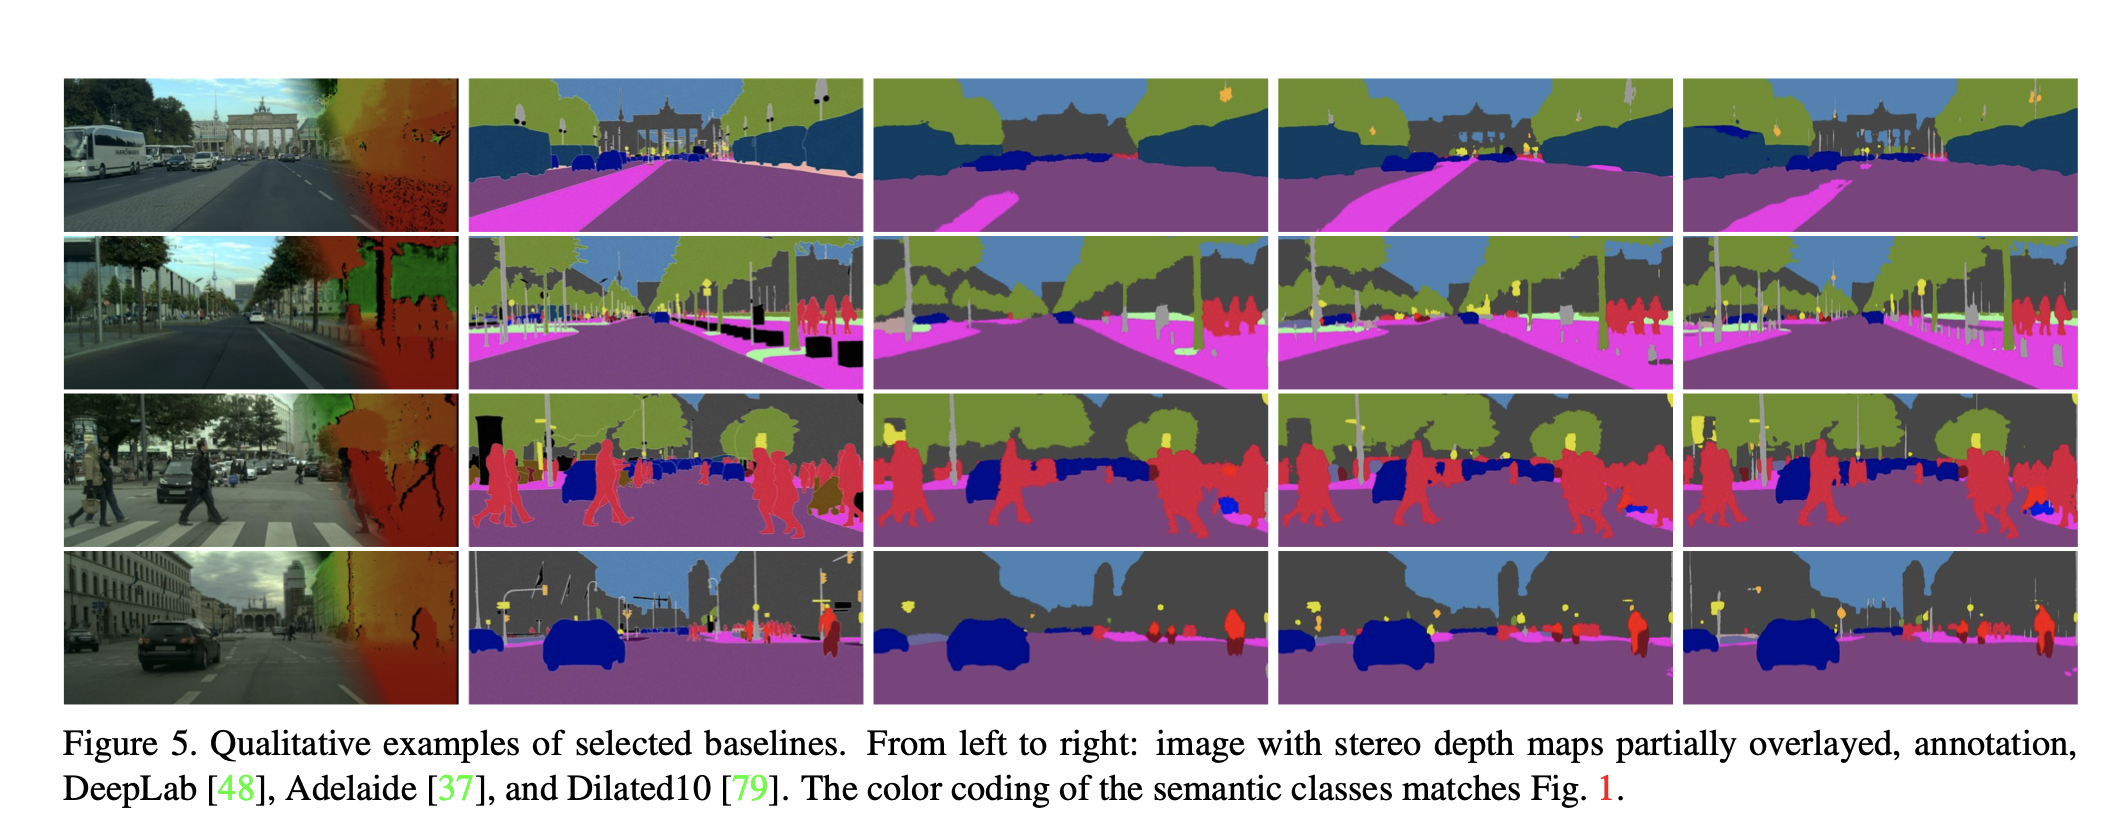 Figure 5. Qualitative examples of selected baselines. From left to right: image with stereo depth maps partially overlayed, annotation,
DeepLab [48], Adelaide [37], and Dilated10 [79]. The color coding of the semantic classes matches Fig. 1.